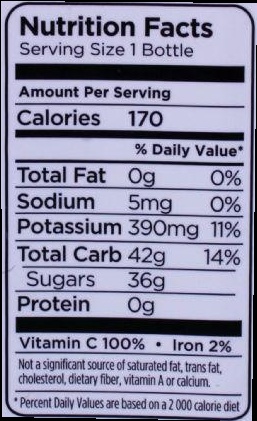 Nutrition Facts
Serving Size 1 Bottle
Amount Per Serving
Calories 170
% Daily Value*
Total Fat 0g 0%
Sodium 5mg 0%
Potassium 390mg 11%
Total Carb 42g 14%
Sugars 36g
Protein 0g
Vitamin C 100% • Iron 2%
Not a significant source of saturated fat, trans fat,
cholesterol, dietary fiber, vitamin A or calcium.
* Percent Daily Values are based on a 2 000 calorie diet